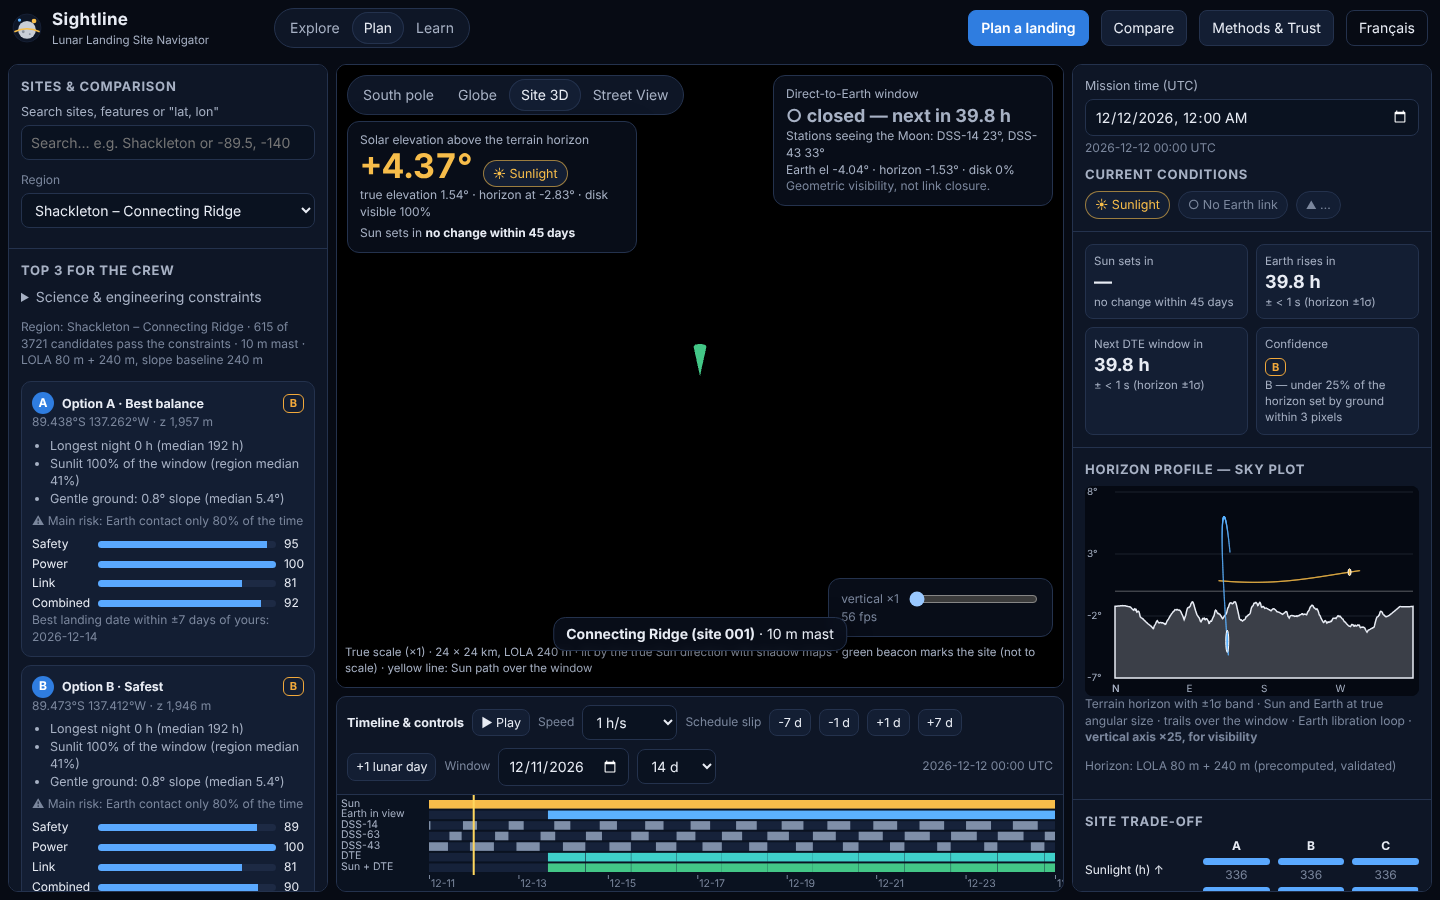 Sightline
Lunar Landing Site Navigator
Explore Plan Learn
Plan a landing Compare Methods & Trust Français
SITES & COMPARISON
Search sites, features or "lat, lon"
Search... e.g. Shackleton or -89.5, -140
Region
Shackleton – Connecting Ridge
TOP 3 FOR THE CREW
▶ Science & engineering constraints
Region: Shackleton – Connecting Ridge · 615 of
3721 candidates pass the constraints · 10 m mast ·
LOLA 80 m + 240 m, slope baseline 240 m
A Option A · Best balance B
89.438°S 137.262°W · z 1,957 m
• Longest night 0 h (median 192 h)
• Sunlit 100% of the window (region median
41%)
• Gentle ground: 0.8° slope (median 5.4°)
⚠ Main risk: Earth contact only 80% of the time
Safety 95
Power 100
Link 81
Combined 92
Best landing date within ±7 days of yours:
2026-12-14
B Option B · Safest B
89.473°S 137.412°W · z 1,946 m
• Longest night 0 h (median 192 h)
• Sunlit 100% of the window (region median
41%)
• Gentle ground: 1.8° slope (median 5.4°)
⚠ Main risk: Earth contact only 80% of the time
Safety 89
Power 100
Link 81
Combined 90
South pole Globe Site 3D Street View
Solar elevation above the terrain horizon
+4.37° ☀ Sunlight
true elevation 1.54° · horizon at -2.83° · disk
visible 100%
Sun sets in no change within 45 days
Direct-to-Earth window
○ closed — next in 39.8 h
Stations seeing the Moon: DSS-14 23°, DSS-
43 33°
Earth el -4.04° · horizon -1.53° · disk 0%
Geometric visibility, not link closure.
vertical ×1
56 fps
Connecting Ridge (site 001) · 10 m mast
True scale (×1) · 24 × 24 km, LOLA 240 m · lit by the true Sun direction with shadow maps · green beacon marks the site (not to
scale) · yellow line: Sun path over the window
Timeline & controls ▶ Play Speed 1 h/s Schedule slip -7 d -1 d +1 d +7 d
+1 lunar day Window 12/11/2026 14 d 2026-12-12 00:00 UTC
Sun
Earth in view
DSS-14
DSS-63
DSS-43
DTE
Sun + DTE
12-11 12-13 12-15 12-17 12-19 12-21 12-23
Mission time (UTC)
12/12/2026, 12:00 AM
2026-12-12 00:00 UTC
CURRENT CONDITIONS
☀ Sunlight ○ No Earth link ▲ ...
Sun sets in
—
no change within 45 days
Earth rises in
39.8 h
± < 1 s (horizon ±1σ)
Next DTE window in
39.8 h
± < 1 s (horizon ±1σ)
Confidence
B
B — under 25% of the
horizon set by ground
within 3 pixels
HORIZON PROFILE — SKY PLOT
8°
3°
-2°
-7°
N E S W
Terrain horizon with ±1σ band · Sun and Earth at true
angular size · trails over the window · Earth libration loop ·
vertical axis ×25, for visibility
Horizon: LOLA 80 m + 240 m (precomputed, validated)
SITE TRADE-OFF
A B C
Sunlight (h) ↑ 336 336 336